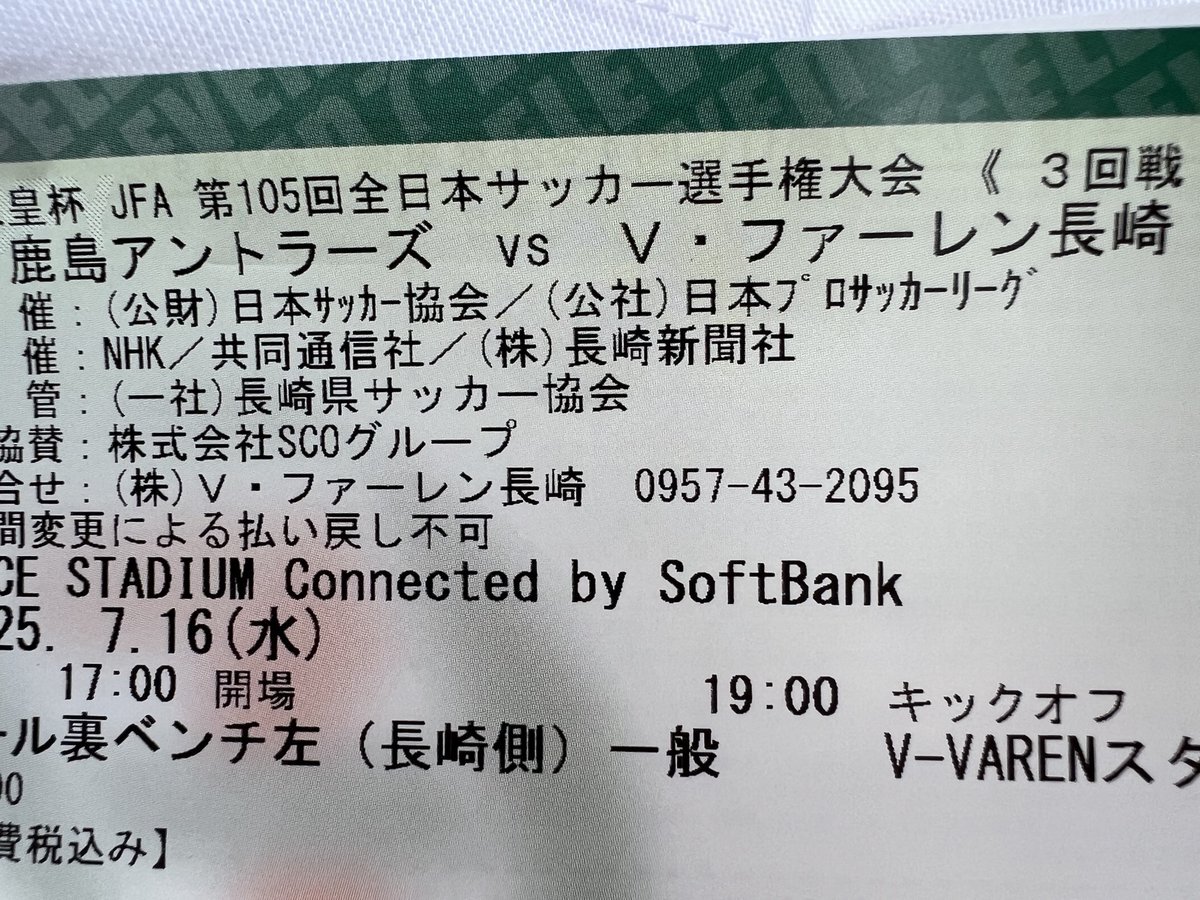 皇杯 JFA 第105回全日本サッカー選手権大会 《 3回戦
鹿島アントラーズ vs V・ファーレン長崎
催：(公財)日本ｻｯｶｰ協会／(公社)日本ﾌﾟﾛｻｯｶｰﾘｰｸﾞ
催：NHK／共同通信社／(株)長崎新聞社
管：(一社)長崎県サッカー協会
協賛：株式会社SCOグループ
合せ：(株)V・ファーレン長崎 0957-43-2095
間変更による払い戻し不可
CE STADIUM Connected by SoftBank
25. 7.16(水)
17:00 開場 19:00 キックオフ
ール裏ベンチ左（長崎側）一般 V-VARENスタ
00
費税込み】